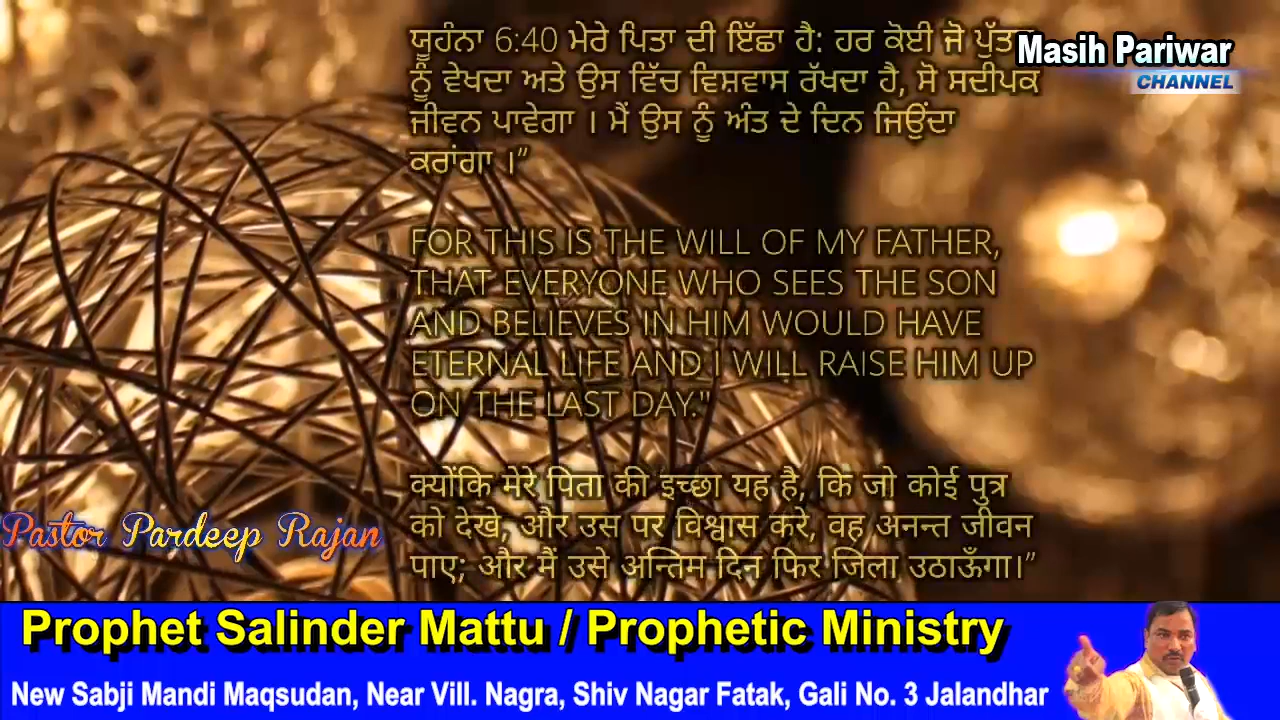 ਯੂਹੰਨਾ 6:40 ਮੇਰੇ ਪਿਤਾ ਦੀ ਇੱਛਾ ਹੈ: ਹਰ ਕੋਈ ਜੋ
Masih Pariwar
CHANNEL
ਨੂੰ ਵੇਖਦਾ ਅਤੇ ਉਸ ਵਿੱਚ ਵਿਸ਼ਵਾਸ ਰੱਖਦਾ ਹੈ, ਸੋ ਸਦੀਪਕ
ਜੀਵਨ ਪਾਵੇਗਾ । ਮੈਂ ਉਸ ਨੂੰ ਅੰਤ ਦੇ ਦਿਨ ਜਿਉਂਦਾ
ਕਰਾਂਗਾ ।”
FOR THIS IS THE WILL OF MY FATHER,
THAT EVERYONE WHO SEES THE SON
AND BELIEVES IN HIM WOULD HAVE
ETERNAL LIFE AND I WILL RAISE HIM UP
ON THE LAST DAY."
क्योंकि मेरे पिता की इच्छा यह है, कि जो कोई पुत्र
को देखे, और उस पर विश्वास करे, वह अनन्त जीवन
पाए; और मैं उसे अन्तिम दिन फिर जिला उठाऊँगा।”
Pastor Pardeep Rajan
Prophet Salinder Mattu / Prophetic Ministry
New Sabji Mandi Maqsudan, Near Vill. Nagra, Shiv Nagar Fatak, Gali No. 3 Jalandhar